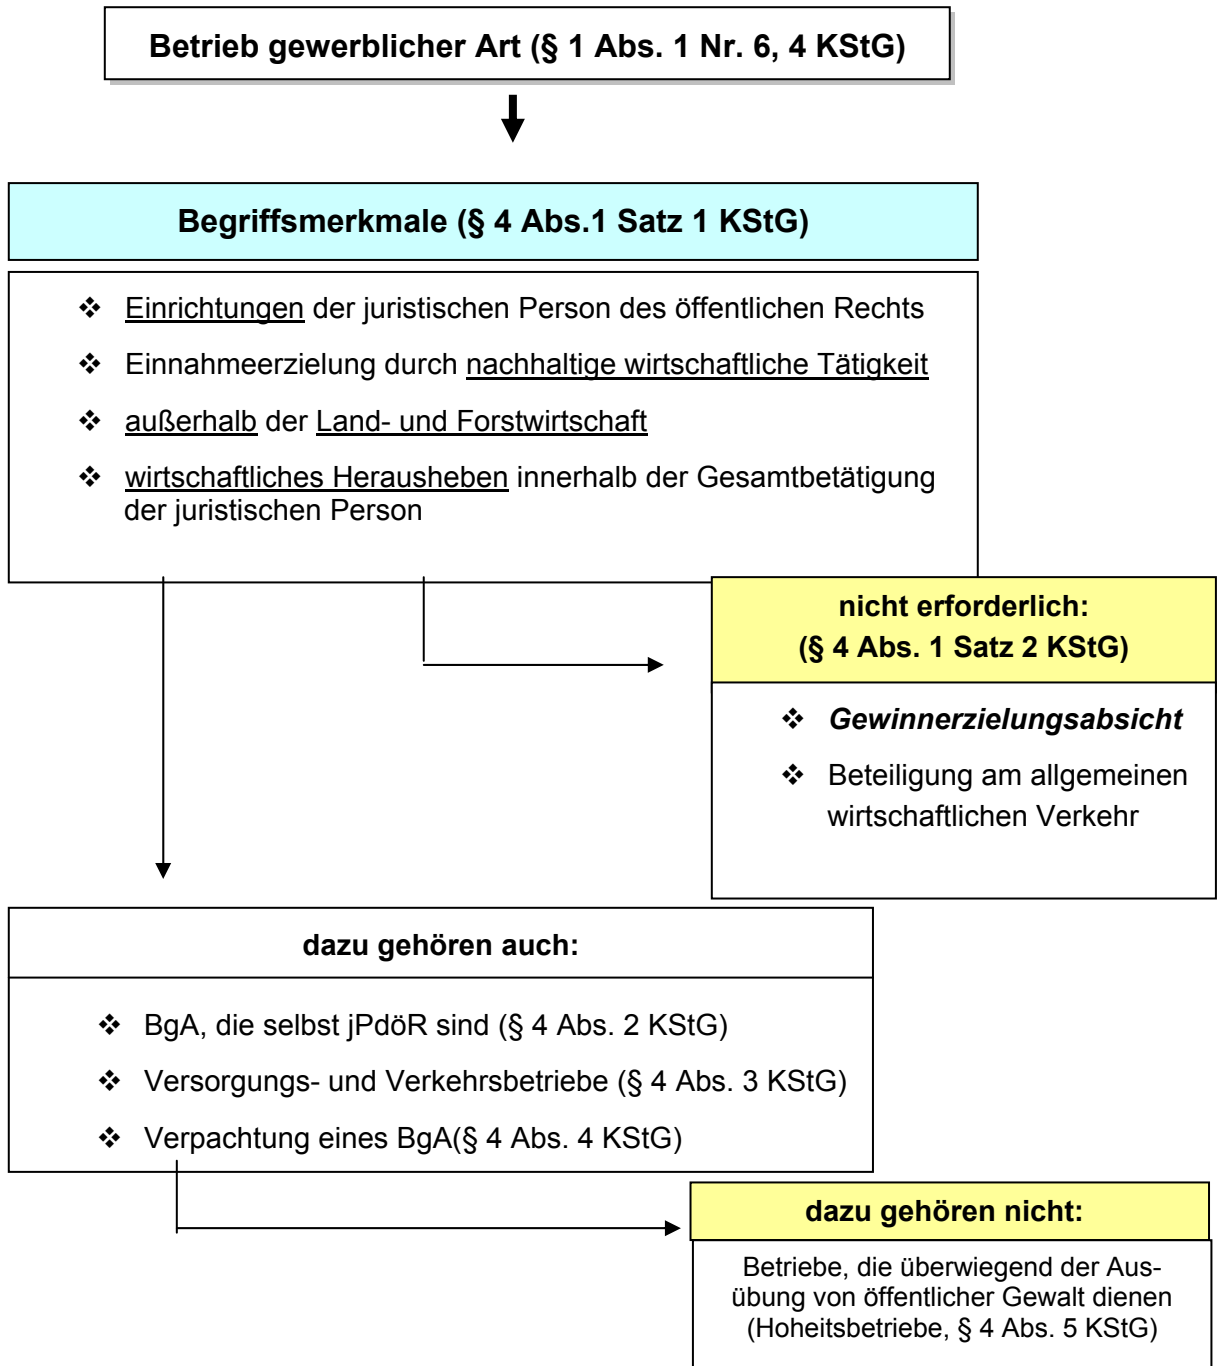 Betrieb gewerblicher Art (§ 1 Abs. 1 Nr. 6, 4 KStG)
Begriffsmerkmale (§ 4 Abs.1 Satz 1 KStG)
❖ Einrichtungen der juristischen Person des öffentlichen Rechts
❖ Einnahmeerzielung durch nachhaltige wirtschaftliche Tätigkeit
❖ außerhalb der Land- und Forstwirtschaft
❖ wirtschaftliches Herausheben innerhalb der Gesamtbetätigung
der juristischen Person
nicht erforderlich:
(§ 4 Abs. 1 Satz 2 KStG)
❖ Gewinnerzielungsabsicht
❖ Beteiligung am allgemeinen
wirtschaftlichen Verkehr
dazu gehören auch:
❖ BgA, die selbst jPdöR sind (§ 4 Abs. 2 KStG)
❖ Versorgungs- und Verkehrsbetriebe (§ 4 Abs. 3 KStG)
❖ Verpachtung eines BgA(§ 4 Abs. 4 KStG)
dazu gehören nicht:
Betriebe, die überwiegend der Aus-
übung von öffentlicher Gewalt dienen
(Hoheitsbetriebe, § 4 Abs. 5 KStG)